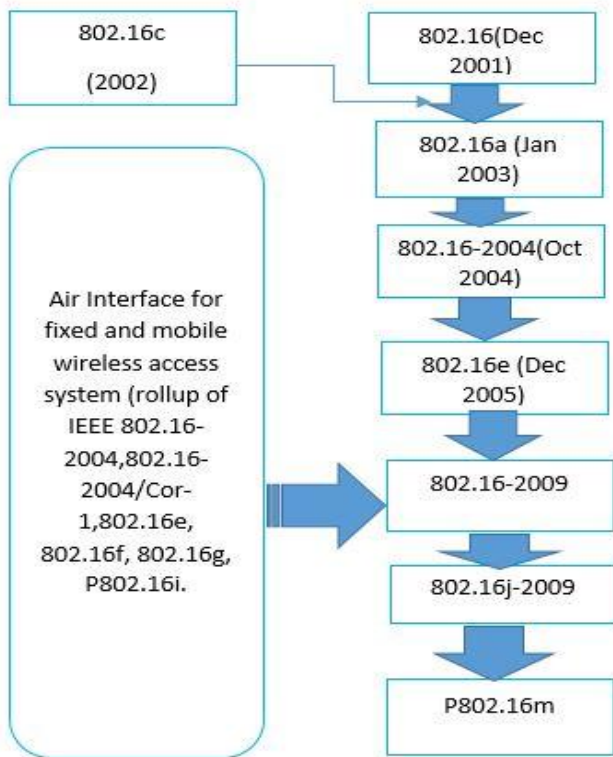 802.16c
(2002)
802.16(Dec
2001)
802.16a (Jan
2003)
802.16-2004(Oct
2004)
802.16e (Dec
2005)
Air Interface for
fixed and mobile
wireless access
system (rollup of
IEEE 802.16-
2004,802.16-
2004/Cor-
1,802.16e,
802.16f, 802.16g,
P802.16i.
802.16-2009
802.16j-2009
P802.16m